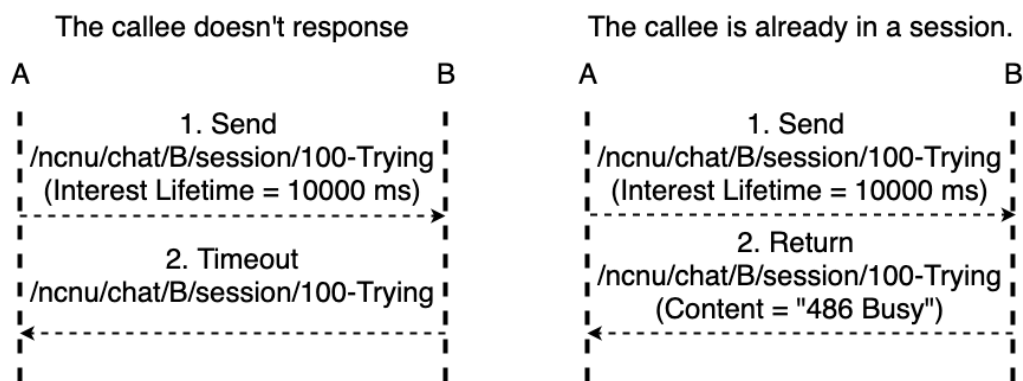 The callee doesn't response
A
B
1. Send
/ncnu/chat/B/session/100-Trying
(Interest Lifetime = 10000 ms)
2. Timeout
/ncnu/chat/B/session/100-Trying
The callee is already in a session.
A
B
1. Send
/ncnu/chat/B/session/100-Trying
(Interest Lifetime = 10000 ms)
2. Return
/ncnu/chat/B/session/100-Trying
(Content = "486 Busy")